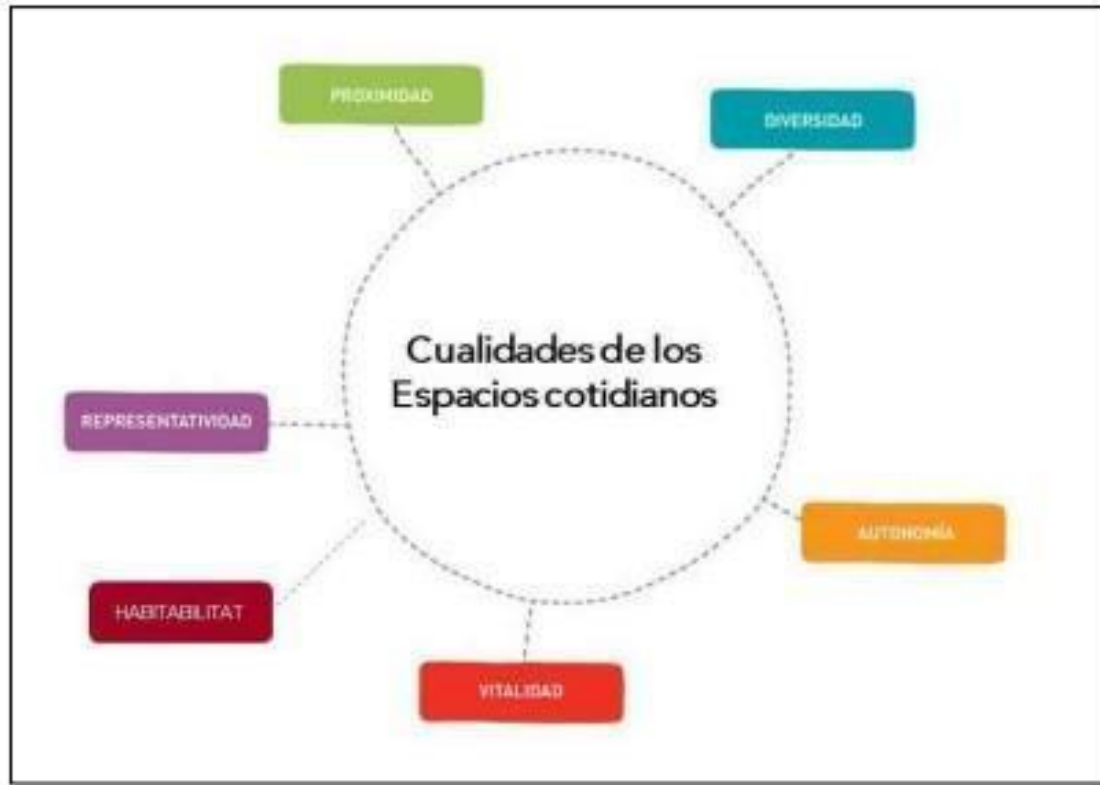 PROXIMIDAD
DIVERSIDAD
Cualidades de los
Espacios cotidianos
REPRESENTATIVIDAD
AUTONOMÍA
HABITABILITAT
VITALIDAD